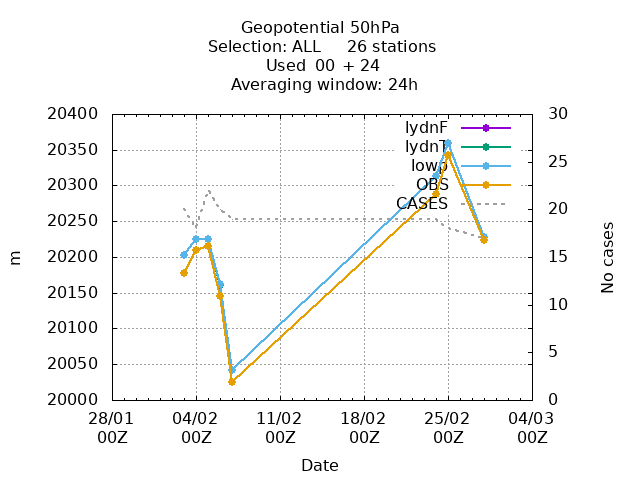 Geopotential 50hPa
Selection: ALL 26 stations
Used 00 + 24
Averaging window: 24h
20400
20350
20300
20250
20200
20150
20100
20050
20000
m
30
25
20
15
10
5
0
No cases
lydnF
lydnT
lowp
OBS
CASES
28/01
00Z
04/02
00Z
11/02
00Z
18/02
00Z
25/02
00Z
04/03
00Z
Date